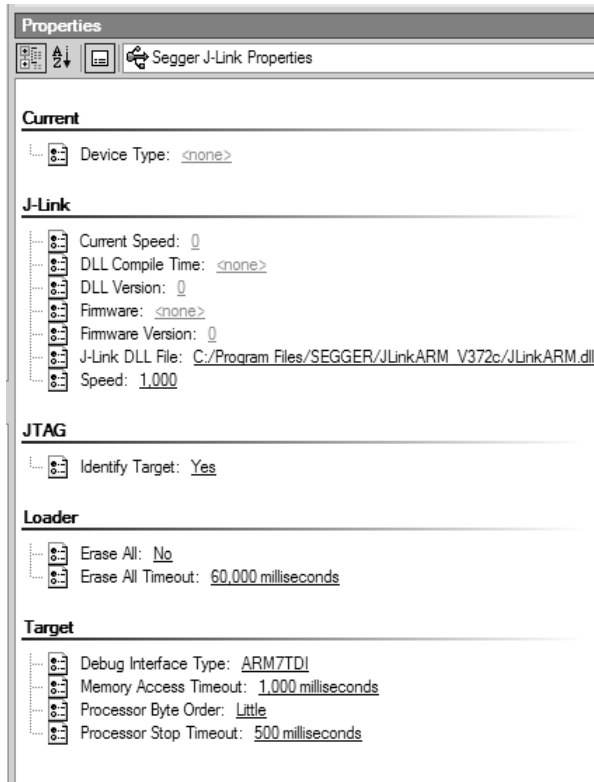 Properties
Segger J-Link Properties
Current
Device Type: <none>
J-Link
Current Speed: 0
DLL Compile Time: <none>
DLL Version: 0
Firmware: <none>
Firmware Version: 0
J-Link DLL File: C:/Program Files/SEGGER/JLinkARM_V372c/JLinkARM.dll
Speed: 1,000
JTAG
Identify Target: Yes
Loader
Erase All: No
Erase All Timeout: 60,000 milliseconds
Target
Debug Interface Type: ARM7TDI
Memory Access Timeout: 1,000 milliseconds
Processor Byte Order: Little
Processor Stop Timeout: 500 milliseconds